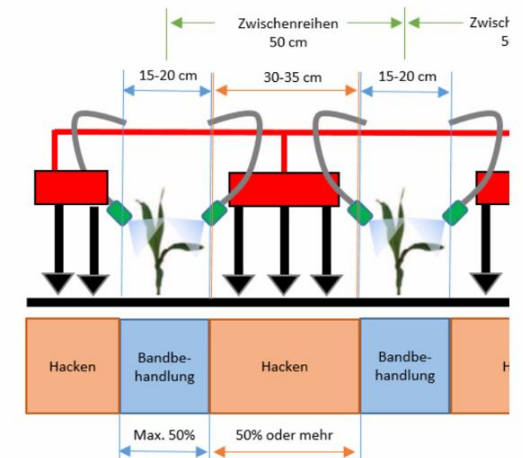 Zwischenreihen
50 cm
15-20 cm
30-35 cm
15-20 cm
Hacken
Bandbe-
handlung
Hacken
Bandbe-
handlung
Max. 50%
50% oder mehr